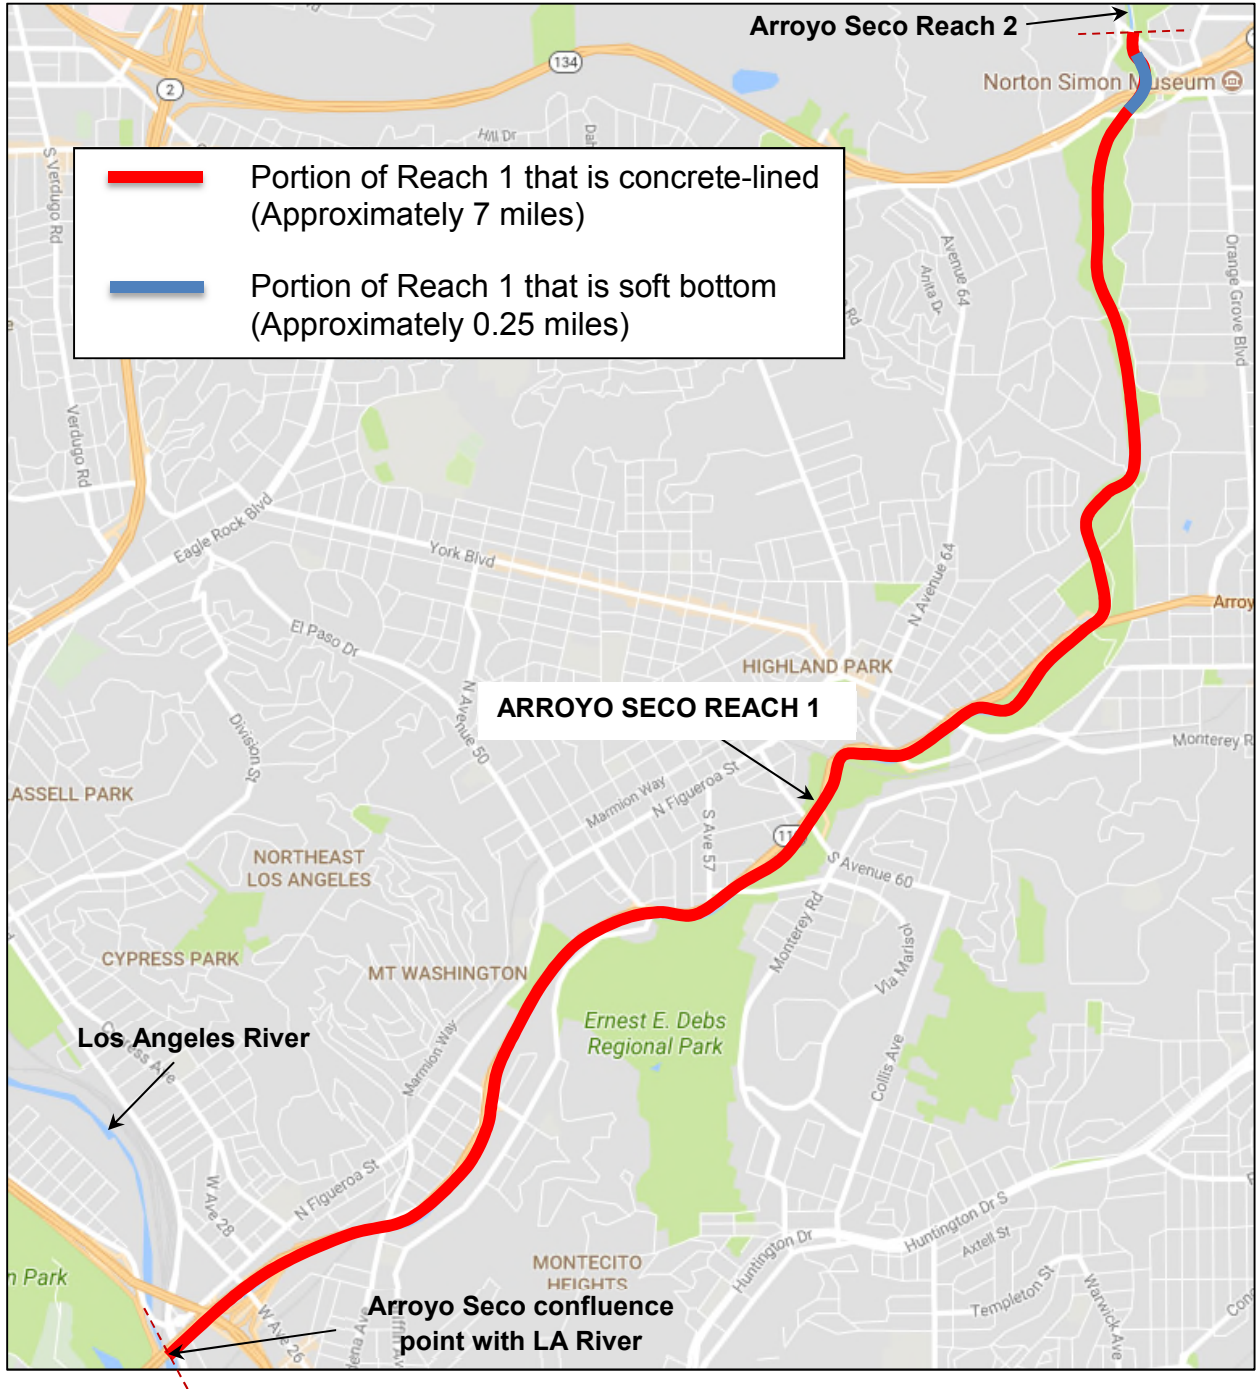 Arroyo Seco Reach 2
134
2
Norton Simon Museum
Hill Dr
S Verdugo Rd
Portion of Reach 1 that is concrete-lined
(Approximately 7 miles)
Portion of Reach 1 that is soft bottom
(Approximately 0.25 miles)
Avenue 64
Anita Dr
Orange Grove Blvd
Verdugo Rd
Eagle Rock Blvd
York Blvd
N Avenue 64
Arroy
El Paso Dr
HIGHLAND PARK
N Avenue 50
ARROYO SECO REACH 1
Division St
Monterey R
ASSELL PARK
Marmion Way
N Figueroa St
S Ave 57
11
NORTHEAST
LOS ANGELES
S Avenue 60
Monterey Rd
Via Marisol
CYPRESS PARK
MT WASHINGTON
Ernest E. Debs
Regional Park
Los Angeles River
Cypress Ave
Marmion Way
Collis Ave
W Ave 28
N Figueroa St
Huntington Dr S
Huntington Dr
Axtell St
MONTECITO
HEIGHTS
n Park
Templeton St
Warwick Ave
Arroyo Seco confluence
point with LA River
W Ave 26